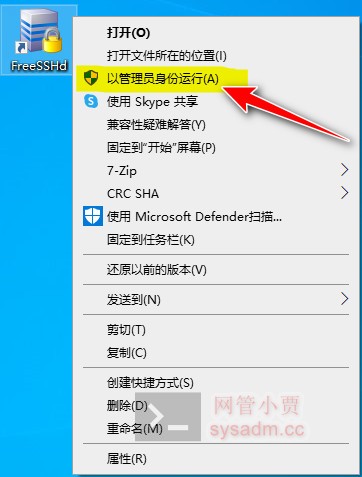 FreeSSHd
打开(O)
打开文件所在的位置(I)
以管理员身份运行(A)
使用 Skype 共享
兼容性疑难解答(Y)
固定到"开始"屏幕(P)
7-Zip
CRC SHA
使用 Microsoft Defender扫描...
固定到任务栏(K)
还原以前的版本(V)
发送到(N)
剪切(T)
复制(C)
创建快捷方式(S)
删除(D)
重命名(M)
属性(R)
网管小贾
sysadm.cc